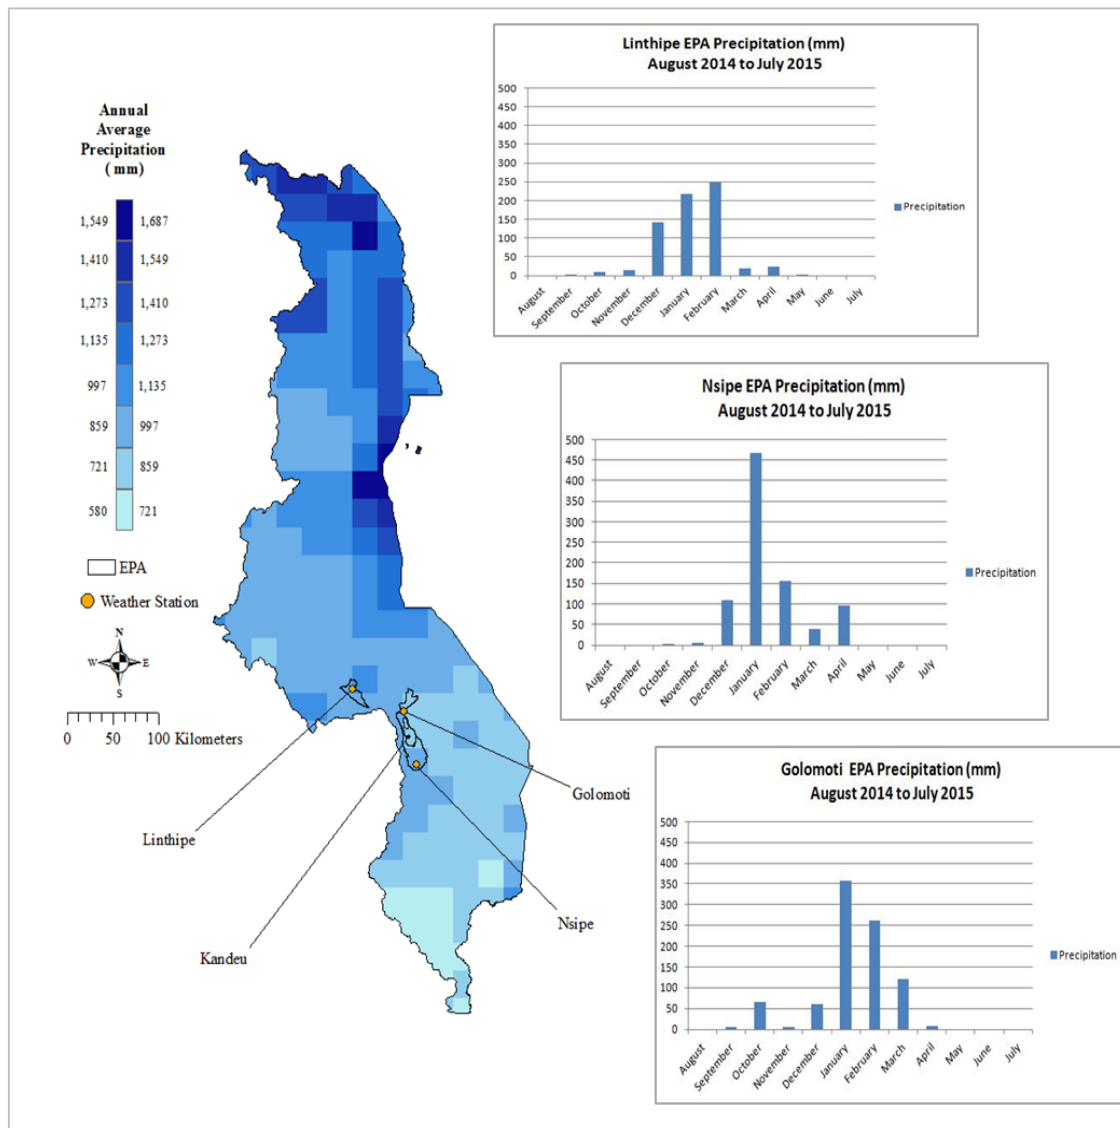 Annual
Average
Precipitation
( mm)
1,549 1,687
1,410 1,549
1,273 1,410
1,135 1,273
997 1,135
859 997
721 859
580 721
EPA
Weather Station
N
W E
S
0 50 100 Kilometers
Linthipe
Kandeu
Golomoti
Nsipe
Linthipe EPA Precipitation (mm)
August 2014 to July 2015
500
450
400
350
300
250
200
150
100
50
0
August
September
October
November
December
January
February
March
April
May
June
July
Precipitation
Nsipe EPA Precipitation (mm)
August 2014 to July 2015
500
450
400
350
300
250
200
150
100
50
0
August
September
October
November
December
January
February
March
April
May
June
July
Precipitation
Golomoti EPA Precipitation (mm)
August 2014 to July 2015
500
450
400
350
300
250
200
150
100
50
0
August
September
October
November
December
January
February
March
April
May
June
July
Precipitation